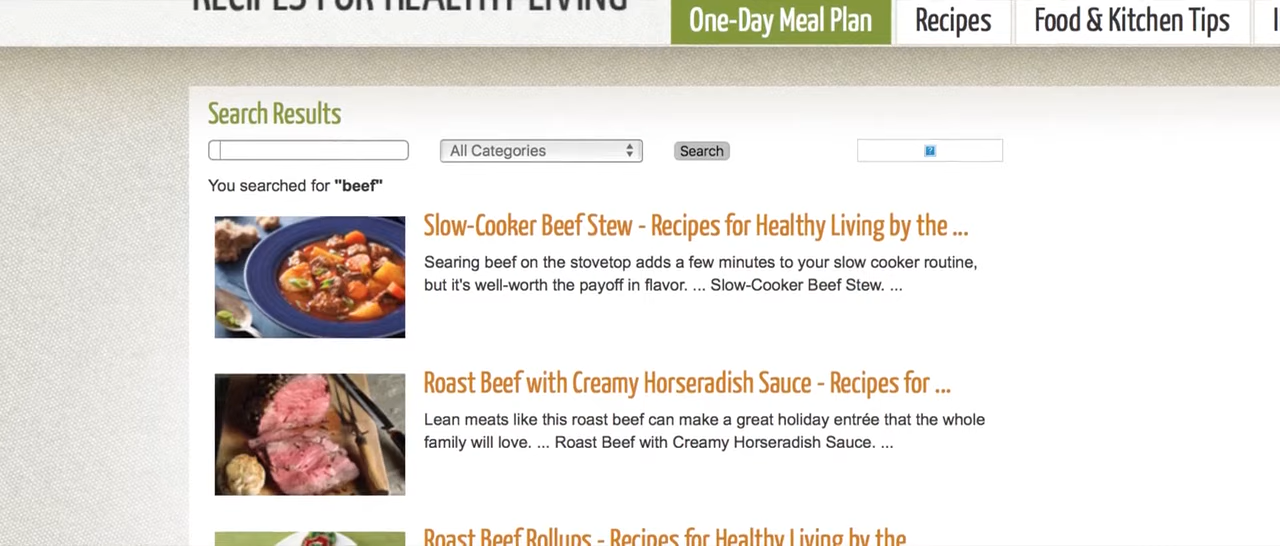 RECIPES FOR HEALTHY LIVING
One-Day Meal Plan
Recipes
Food & Kitchen Tips
Search Results
All Categories
Search
You searched for "beef"
Slow-Cooker Beef Stew - Recipes for Healthy Living by the ...
Searing beef on the stovetop adds a few minutes to your slow cooker routine,
but it's well-worth the payoff in flavor. ... Slow-Cooker Beef Stew. ...
Roast Beef with Creamy Horseradish Sauce - Recipes for ...
Lean meats like this roast beef can make a great holiday entrée that the whole
family will love. ... Roast Beef with Creamy Horseradish Sauce. ...
Roast Beef Rollups - Recipes for Healthy Living by the